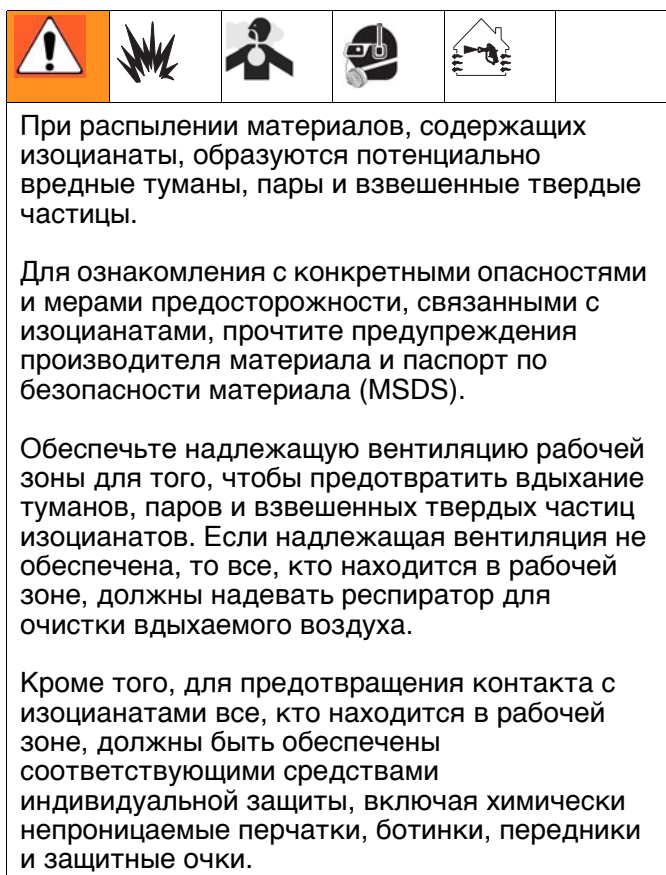 При распылении материалов, содержащих
изоцианаты, образуются потенциально
вредные туманы, пары и взвешенные твердые
частицы.
Для ознакомления с конкретными опасностями
и мерами предосторожности, связанными с
изоцианатами, прочтите предупреждения
производителя материала и паспорт по
безопасности материала (MSDS).
Обеспечьте надлежащую вентиляцию рабочей
зоны для того, чтобы предотвратить вдыхание
туманов, паров и взвешенных твердых частиц
изоцианатов. Если надлежащая вентиляция не
обеспечена, то все, кто находится в рабочей
зоне, должны надевать респиратор для
очистки вдыхаемого воздуха.
Кроме того, для предотвращения контакта с
изоцианатами все, кто находится в рабочей
зоне, должны быть обеспечены
соответствующими средствами
индивидуальной защиты, включая химически
непроницаемые перчатки, ботинки, передники
и защитные очки.